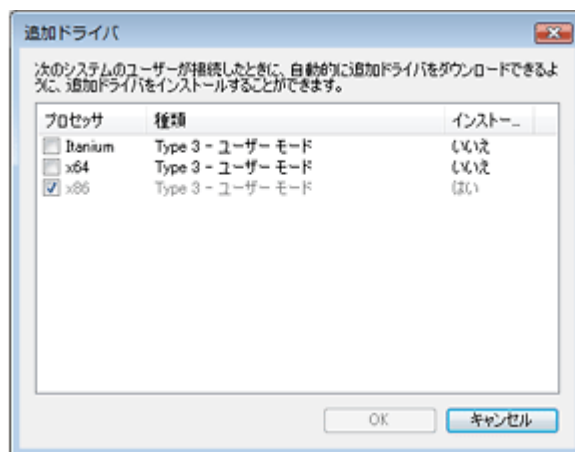 追加ドライバ
次のシステムのユーザーが接続したときに、自動的に追加ドライバをダウンロードできるよ
うに、追加ドライバをインストールすることができます。
プロセッサ 種類 インストー...
Itanium Type 3 - ユーザー モード いいえ
x64 Type 3 - ユーザー モード いいえ
x86 Type 3 - ユーザー モード はい
OK キャンセル